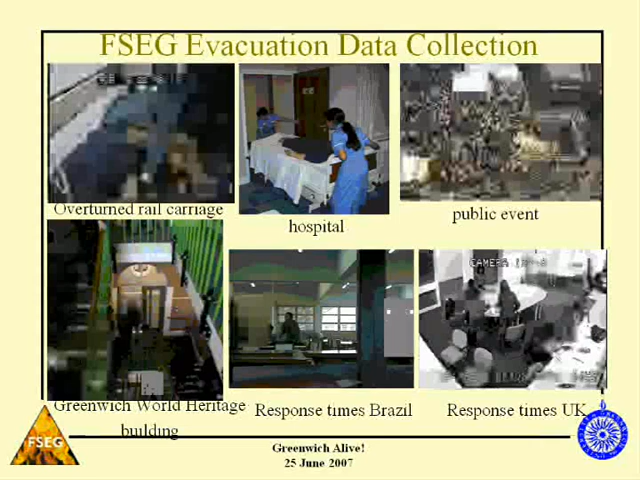 FSEG Evacuation Data Collection
Overturned rail carriage
hospital
public event
CAMERA
Greenwich World Heritage
building
Response times Brazil
Response times UK
FSEG
Greenwich Alive!
25 June 2007